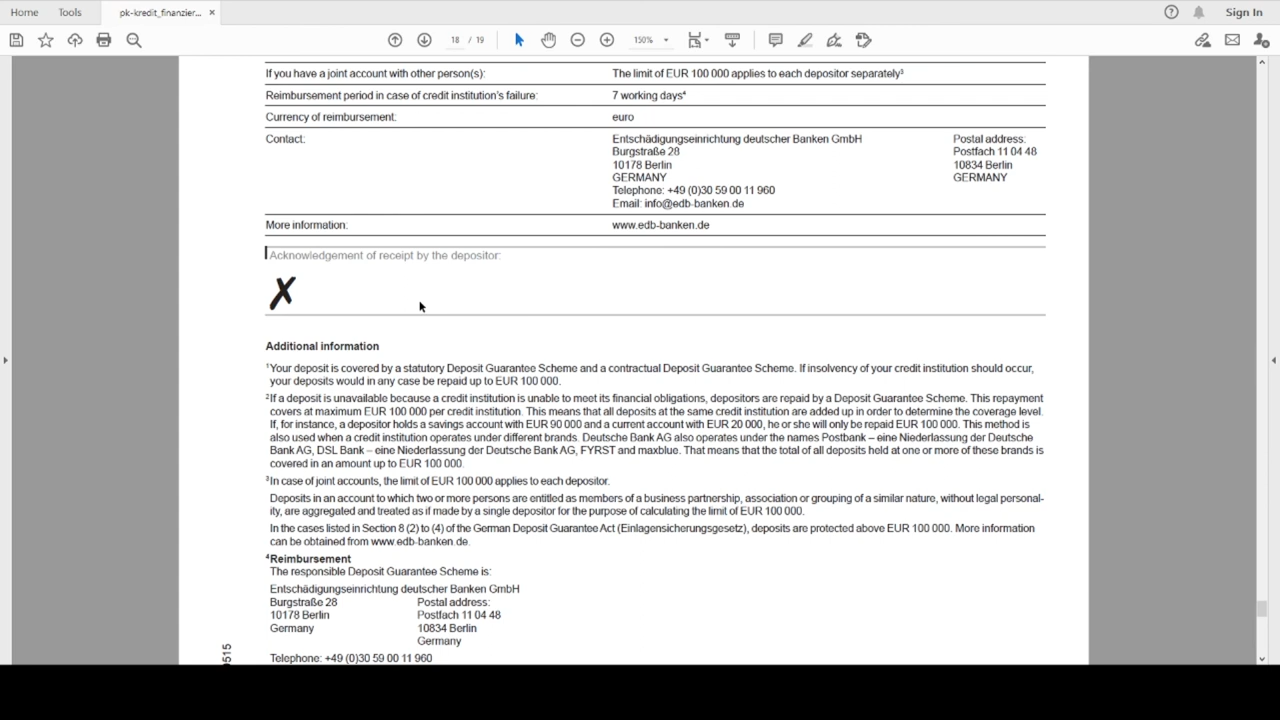 Home Tools pk-kredit_finanzier... × Sign In
18 / 19 150%
If you have a joint account with other person(s): The limit of EUR 100 000 applies to each depositor separately³
Reimbursement period in case of credit institution's failure: 7 working days⁴
Currency of reimbursement: euro
Contact: Entschädigungseinrichtung deutscher Banken GmbH Postal address:
Burgstraße 28 Postfach 11 04 48
10178 Berlin 10834 Berlin
GERMANY GERMANY
Telephone: +49 (0)30 59 00 11 960
Email: info@edb-banken.de
More information: www.edb-banken.de
Acknowledgement of receipt by the depositor:
✗
Additional information
¹Your deposit is covered by a statutory Deposit Guarantee Scheme and a contractual Deposit Guarantee Scheme. If insolvency of your credit institution should occur,
your deposits would in any case be repaid up to EUR 100 000.
²If a deposit is unavailable because a credit institution is unable to meet its financial obligations, depositors are repaid by a Deposit Guarantee Scheme. This repayment
covers at maximum EUR 100 000 per credit institution. This means that all deposits at the same credit institution are added up in order to determine the coverage level.
If, for instance, a depositor holds a savings account with EUR 90 000 and a current account with EUR 20 000, he or she will only be repaid EUR 100 000. This method is
also used when a credit institution operates under different brands. Deutsche Bank AG also operates under the names Postbank – eine Niederlassung der Deutsche
Bank AG, DSL Bank – eine Niederlassung der Deutsche Bank AG, FYRST and maxblue. That means that the total of all deposits held at one or more of these brands is
covered in an amount up to EUR 100 000.
³In case of joint accounts, the limit of EUR 100 000 applies to each depositor.
Deposits in an account to which two or more persons are entitled as members of a business partnership, association or grouping of a similar nature, without legal personal-
ity, are aggregated and treated as if made by a single depositor for the purpose of calculating the limit of EUR 100 000.
In the cases listed in Section 8 (2) to (4) of the German Deposit Guarantee Act (Einlagensicherungsgesetz), deposits are protected above EUR 100 000. More information
can be obtained from www.edb-banken.de.
⁴Reimbursement
The responsible Deposit Guarantee Scheme is:
Entschädigungseinrichtung deutscher Banken GmbH
Burgstraße 28 Postal address:
10178 Berlin Postfach 11 04 48
Germany 10834 Berlin
Germany
Telephone: +49 (0)30 59 00 11 960